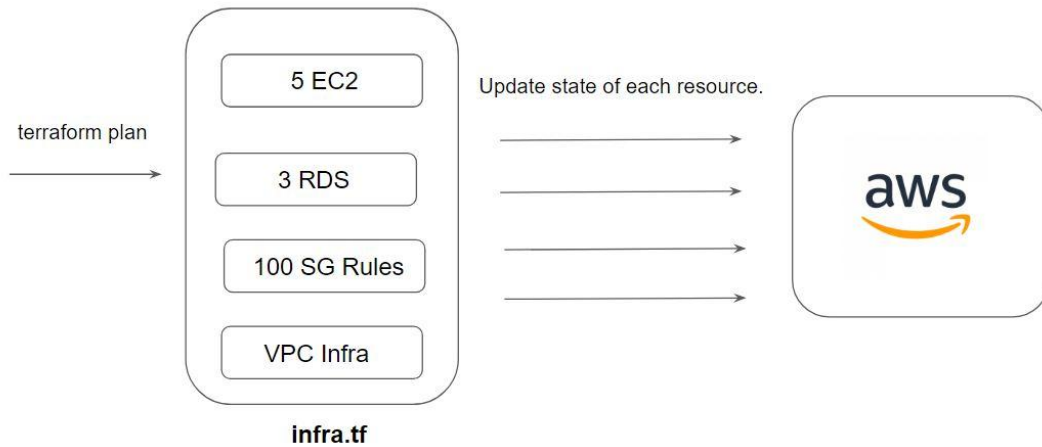 terraform plan
5 EC2
3 RDS
100 SG Rules
VPC Infra
infra.tf
Update state of each resource.
aws